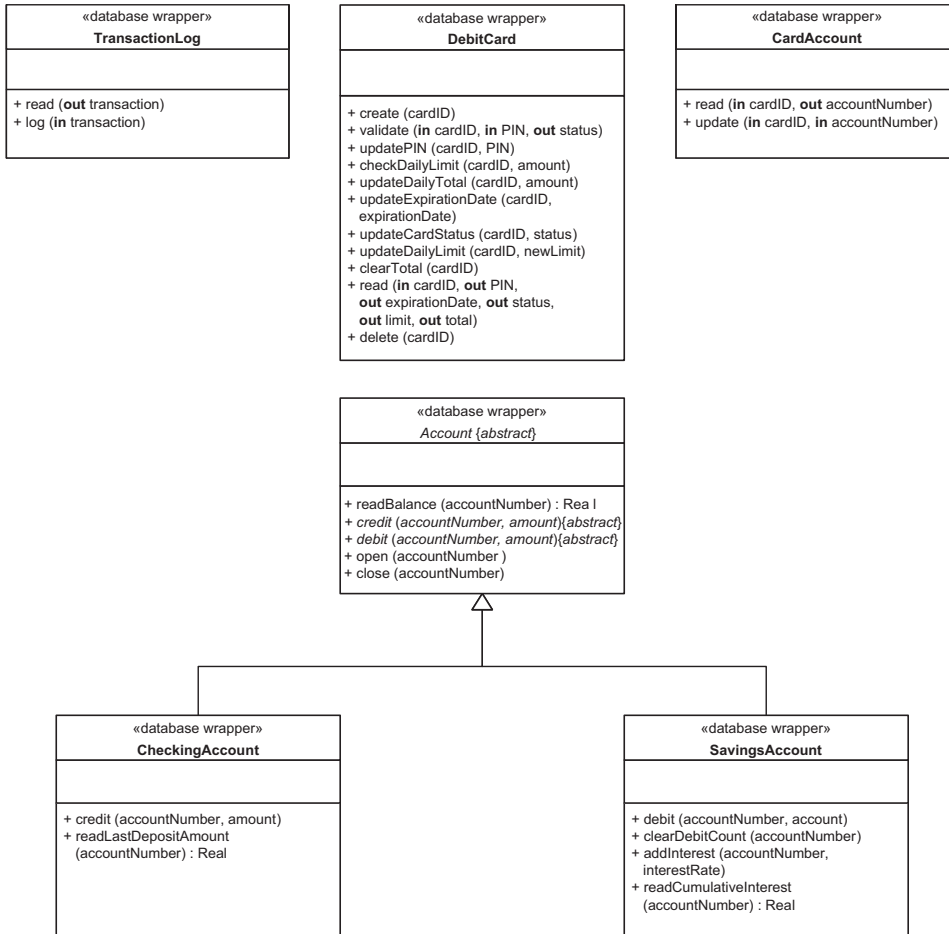 «database wrapper»
TransactionLog
+ read (out transaction)
+ log (in transaction)
«database wrapper»
DebitCard
+ create (cardID)
+ validate (in cardID, in PIN, out status)
+ updatePIN (cardID, PIN)
+ checkDailyLimit (cardID, amount)
+ updateDailyTotal (cardID, amount)
+ updateExpirationDate (cardID,
expirationDate)
+ updateCardStatus (cardID, status)
+ updateDailyLimit (cardID, newLimit)
+ clearTotal (cardID)
+ read (in cardID, out PIN,
out expirationDate, out status,
out limit, out total)
+ delete (cardID)
«database wrapper»
CardAccount
+ read (in cardID, out accountNumber)
+ update (in cardID, in accountNumber)
«database wrapper»
Account {abstract}
+ readBalance (accountNumber) : Rea l
+ credit (accountNumber, amount){abstract}
+ debit (accountNumber, amount){abstract}
+ open (accountNumber )
+ close (accountNumber)
«database wrapper»
CheckingAccount
+ credit (accountNumber, amount)
+ readLastDepositAmount
(accountNumber) : Real
«database wrapper»
SavingsAccount
+ debit (accountNumber, account)
+ clearDebitCount (accountNumber)
+ addInterest (accountNumber,
interestRate)
+ readCumulativeInterest
(accountNumber) : Real